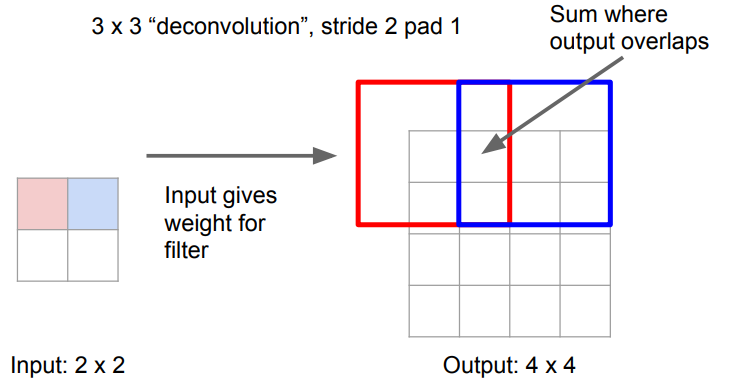 3 x 3 “deconvolution”, stride 2 pad 1
Sum where
output overlaps
Input gives
weight for
filter
Input: 2 x 2
Output: 4 x 4